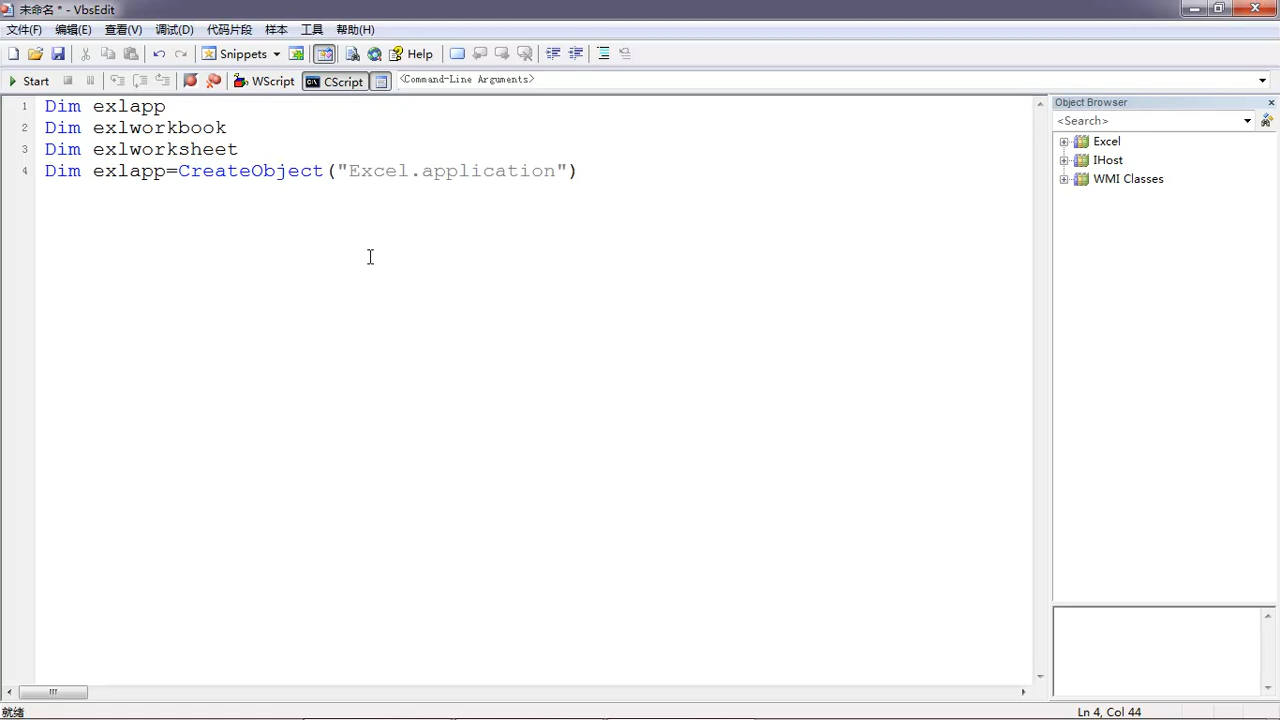 未命名 * - VbsEdit
文件(F) 编辑(E) 查看(V) 调试(D) 代码片段 样本 工具 帮助(H)
Snippets Help
Start WScript CScript <Command-Line Arguments>
1 Dim exlapp
2 Dim exlworkbook
3 Dim exlworksheet
4 Dim exlapp=CreateObject("Excel.application")
Object Browser
<Search>
Excel
IHost
WMI Classes
就绪 Ln 4, Col 44